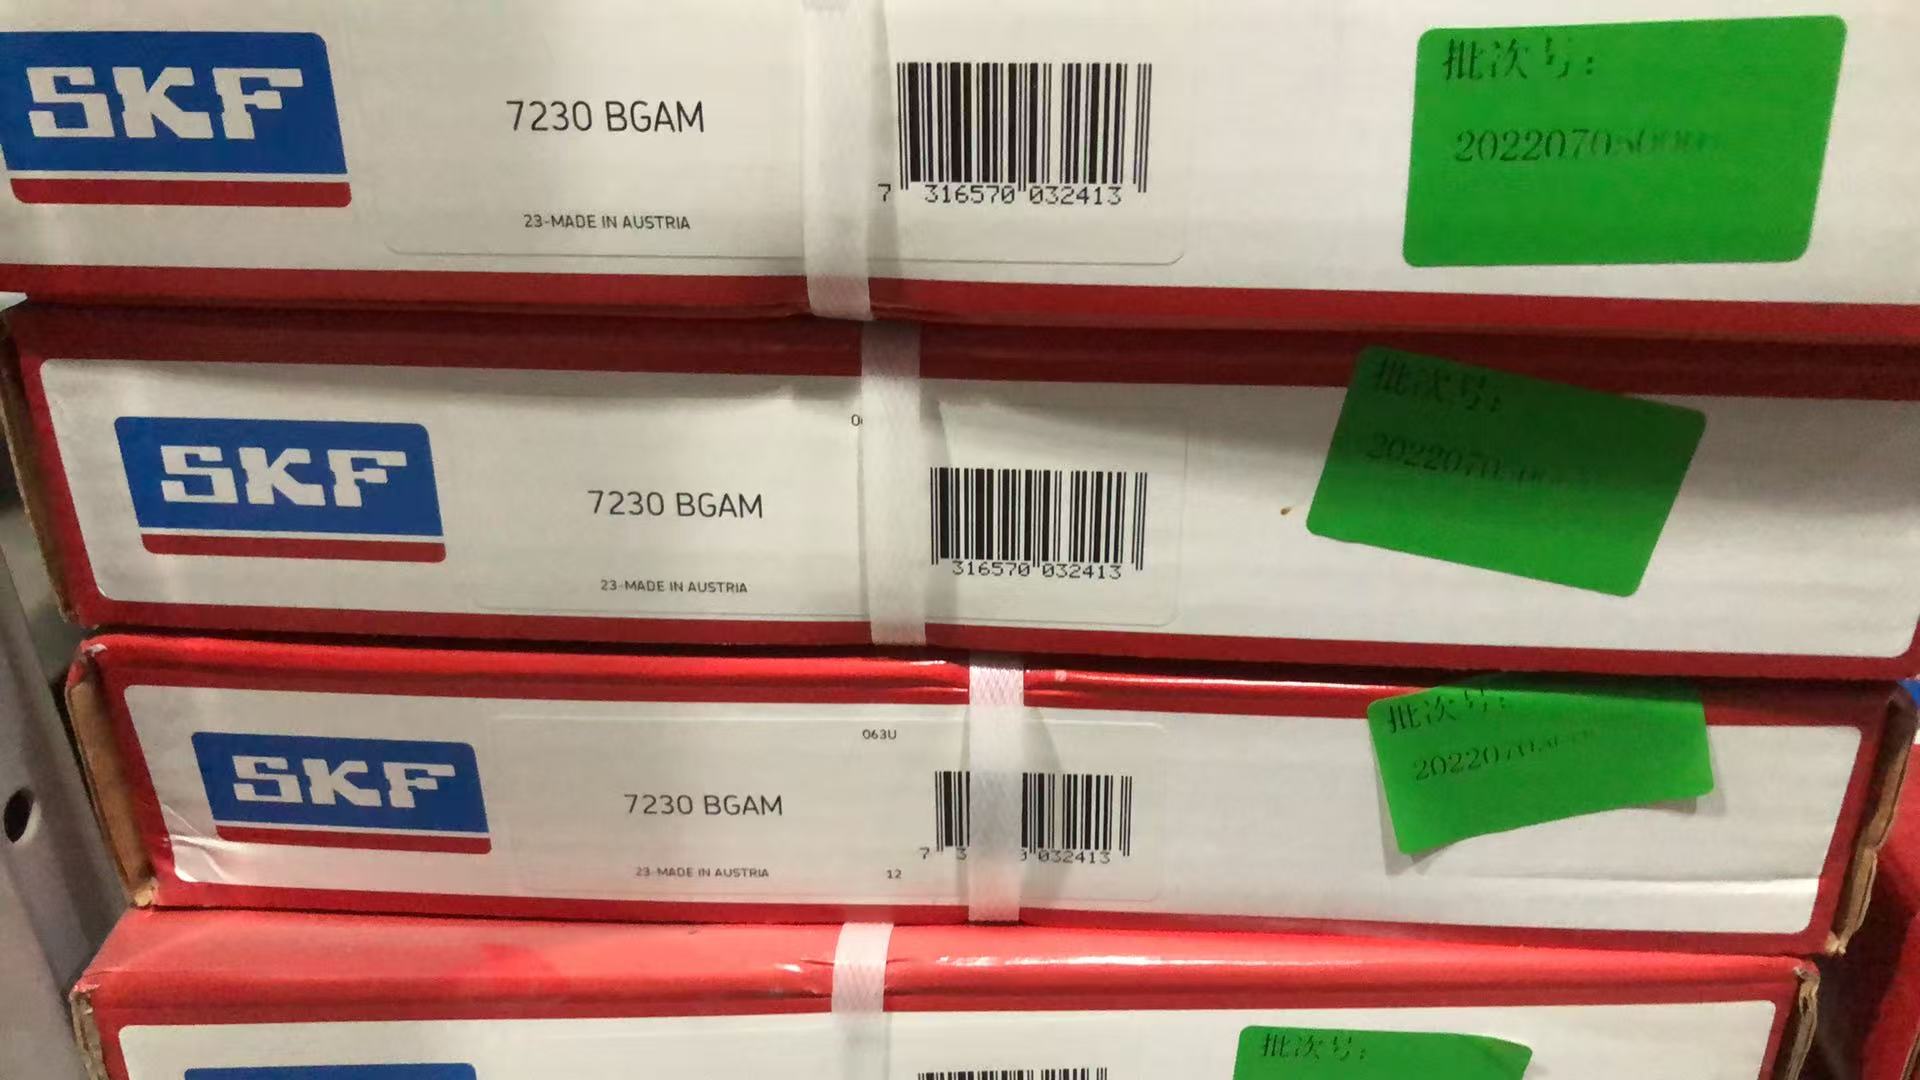 SKF
7230 BGAM
23-MADE IN AUSTRIA
7 316570 032413
批次号:
SKF
7230 BGAM
23-MADE IN AUSTRIA
316570 032413
批次号:
SKF
063U
7230 BGAM
23-MADE IN AUSTRIA
12
7 3 032413
批次号:
批次号: